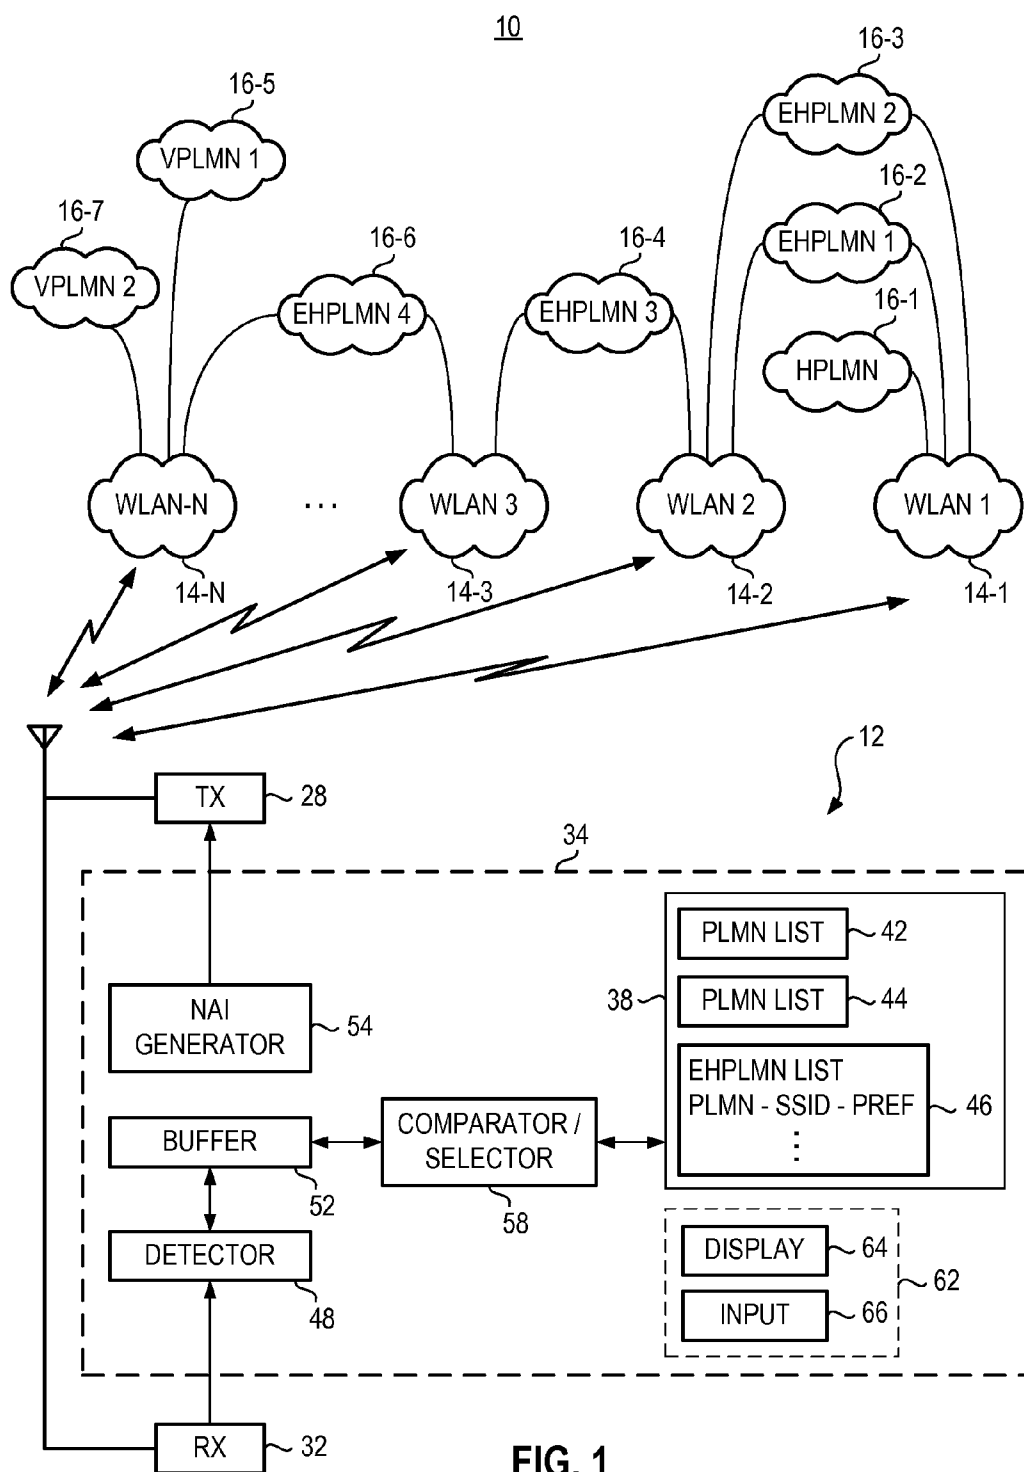 10
16-3
EHPLMN 2
16-5
VPLMN 1
16-2
EHPLMN 1
16-7
VPLMN 2
16-6
EHPLMN 4
16-4
EHPLMN 3
16-1
HPLMN
WLAN-N
...
WLAN 3
WLAN 2
WLAN 1
14-N
14-3
14-2
14-1
12
TX
28
34
PLMN LIST
42
38
PLMN LIST
44
NAI
GENERATOR
54
EHPLMN LIST
PLMN - SSID - PREF
46
BUFFER
52
COMPARATOR /
SELECTOR
58
DETECTOR
48
DISPLAY
64
62
INPUT
66
RX
32
FIG. 1